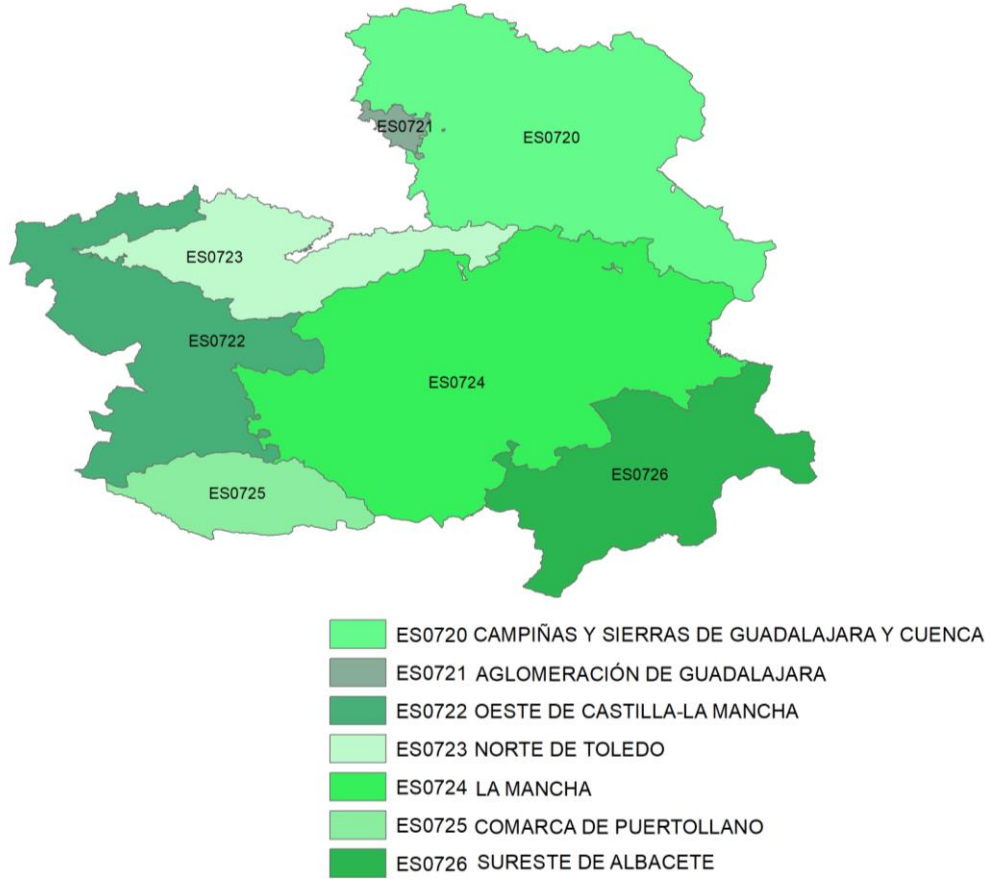 ES0721
ES0720
ES0723
ES0722
ES0724
ES0726
ES0725
ES0720 CAMPIÑAS Y SIERRAS DE GUADALAJARA Y CUENCA
ES0721 AGLOMERACIÓN DE GUADALAJARA
ES0722 OESTE DE CASTILLA-LA MANCHA
ES0723 NORTE DE TOLEDO
ES0724 LA MANCHA
ES0725 COMARCA DE PUERTOLLANO
ES0726 SURESTE DE ALBACETE